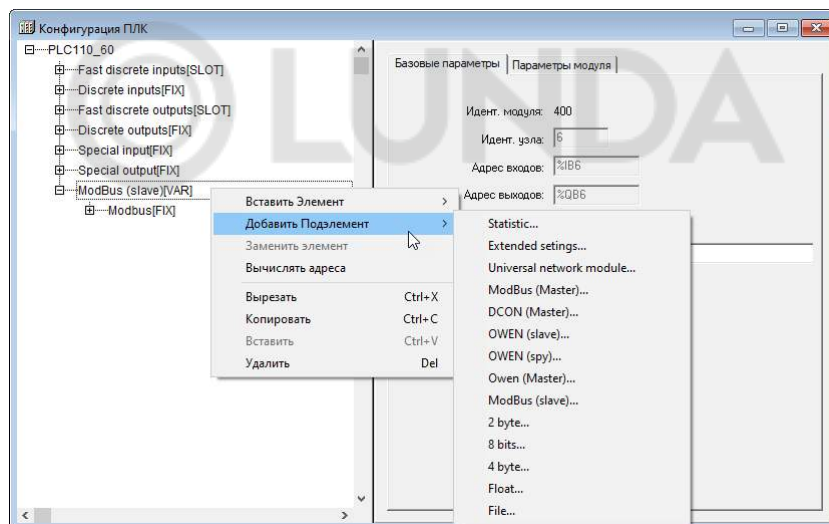 Конфигурация ПЛК
PLC110_60
Fast discrete inputs[SLOT]
Discrete inputs[FIX]
Fast discrete outputs[SLOT]
Discrete outputs[FIX]
Special input[FIX]
Special output[FIX]
ModBus (slave)[VAR]
Modbus[FIX]
Базовые параметры Параметры модуля
Идент. модуля: 400
Идент. узла: 6
Адрес входов: %IB6
Адрес выходов: %QB6
Вставить Элемент >
Добавить Подэлемент >
Заменить элемент
Вычислять адреса
Вырезать Ctrl+X
Копировать Ctrl+C
Вставить Ctrl+V
Удалить Del
Statistic...
Extended setings...
Universal network module...
ModBus (Master)...
DCON (Master)...
OWEN (slave)...
OWEN (spy)...
Owen (Master)...
ModBus (slave)...
2 byte...
8 bits...
4 byte...
Float...
File...
LUNDA